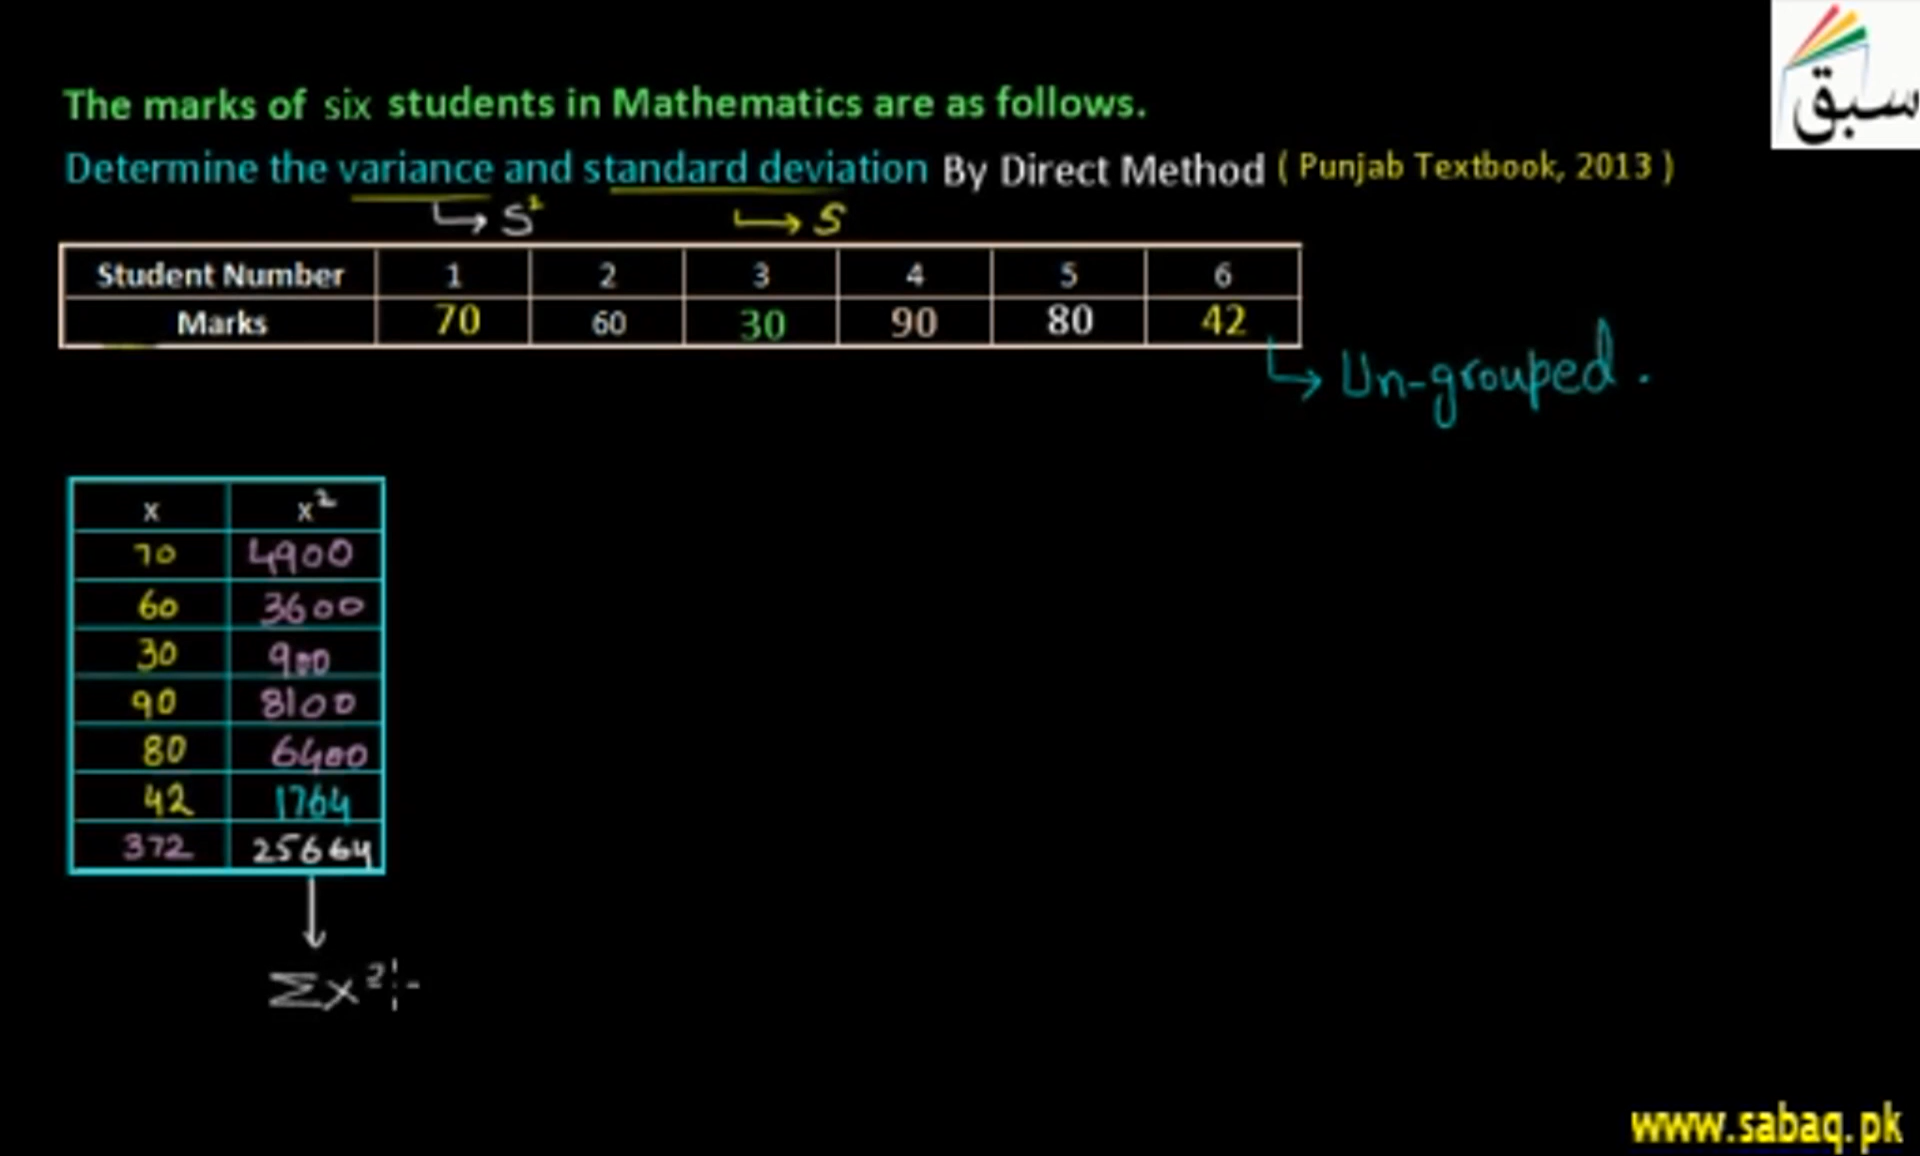 سبق
The marks of six students in Mathematics are as follows.
Determine the variance and standard deviation By Direct Method ( Punjab Textbook, 2013 )
↳ S² ↳ S
Student Number 1 2 3 4 5 6
Marks 70 60 30 90 80 42
↳ Un-grouped.
x x²
70 4900
60 3600
30 900
90 8100
80 6400
42 1764
372 25664
↓
Σx²
www.sabaq.pk